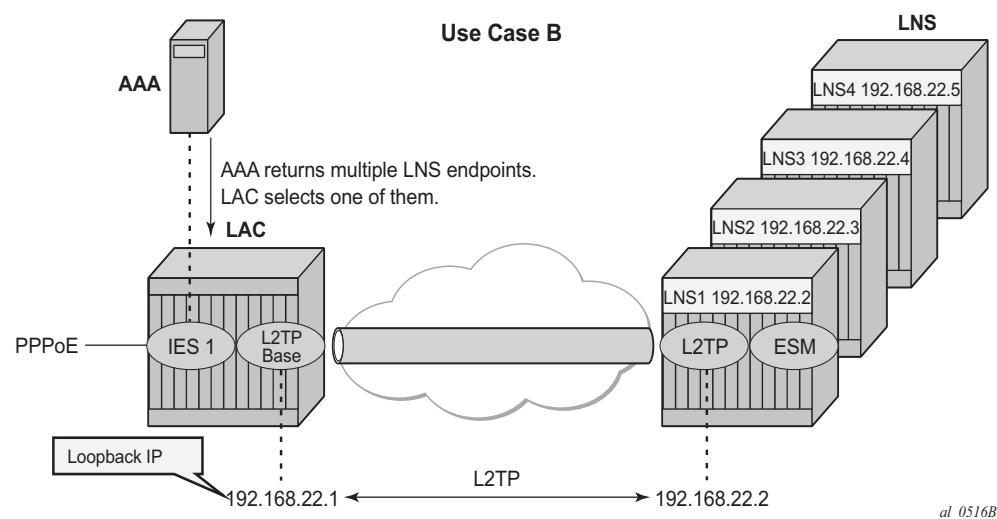 Use Case B
LNS
AAA
LNS4 192.168.22.5
LNS3 192.168.22.4
AAA returns multiple LNS endpoints.
LAC selects one of them.
LAC
LNS2 192.168.22.3
LNS1 192.168.22.2
PPPoE
IES 1
L2TP
Base
L2TP
ESM
Loopback IP
L2TP
192.168.22.1
192.168.22.2
al_0516B